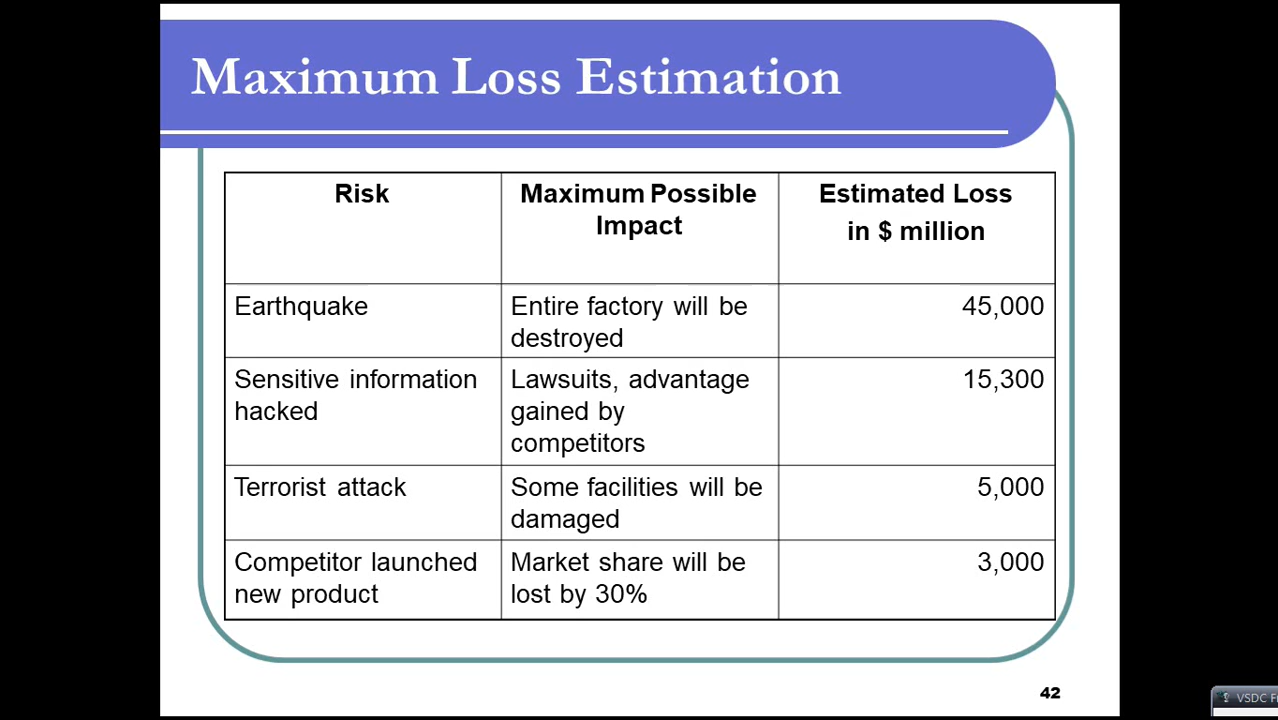 Maximum Loss Estimation
Risk
Maximum Possible
Impact
Estimated Loss
in $ million
Earthquake
Entire factory will be
destroyed
45,000
Sensitive information
hacked
Lawsuits, advantage
gained by
competitors
15,300
Terrorist attack
Some facilities will be
damaged
5,000
Competitor launched
new product
Market share will be
lost by 30%
3,000
42
VSDC